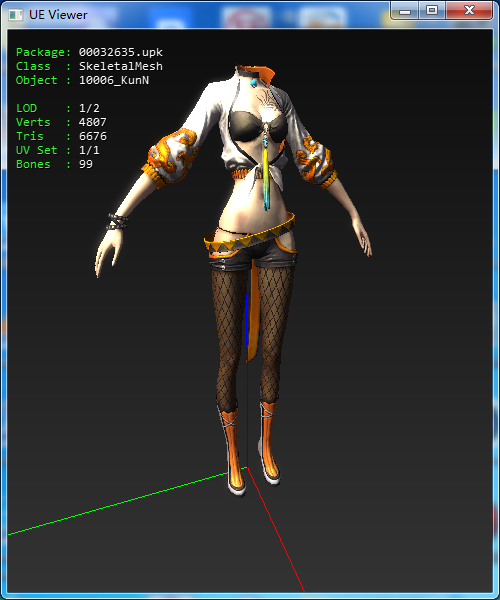 UE Viewer
Package: 00032635.upk
Class : SkeletalMesh
Object : 10006_KunN
LOD : 1/2
Verts : 4807
Tris : 6676
UV Set : 1/1
Bones : 99